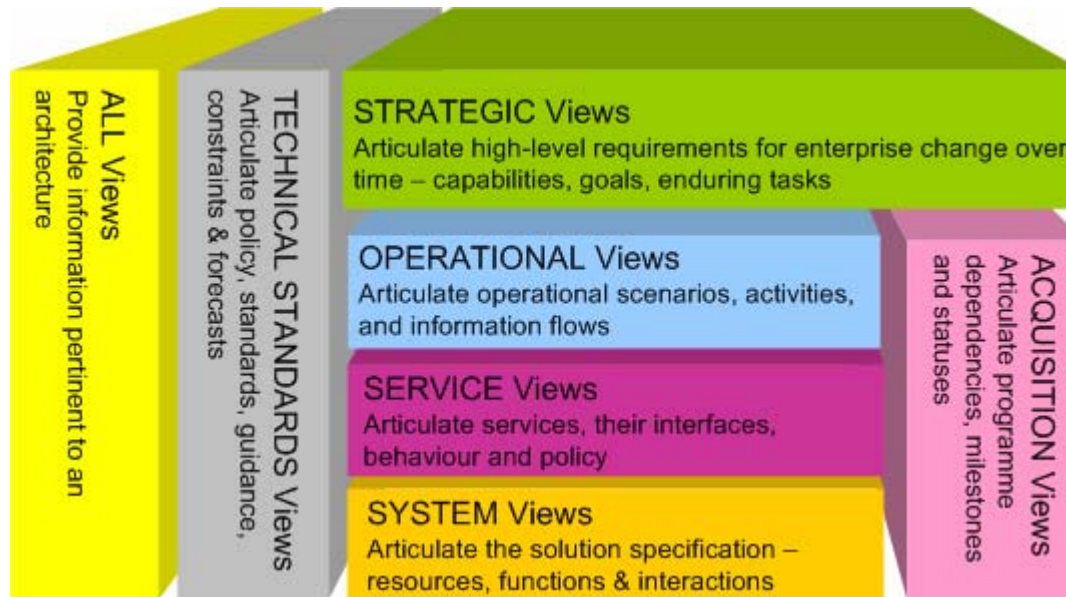 ALL Views
Provide information pertinent to an
architecture
TECHNICAL STANDARDS Views
Articulate policy, standards, guidance,
constraints & forecasts
STRATEGIC Views
Articulate high-level requirements for enterprise change over
time – capabilities, goals, enduring tasks
OPERATIONAL Views
Articulate operational scenarios, activities,
and information flows
SERVICE Views
Articulate services, their interfaces,
behaviour and policy
SYSTEM Views
Articulate the solution specification –
resources, functions & interactions
ACQUISITION Views
Articulate programme
dependencies, milestones
and statuses